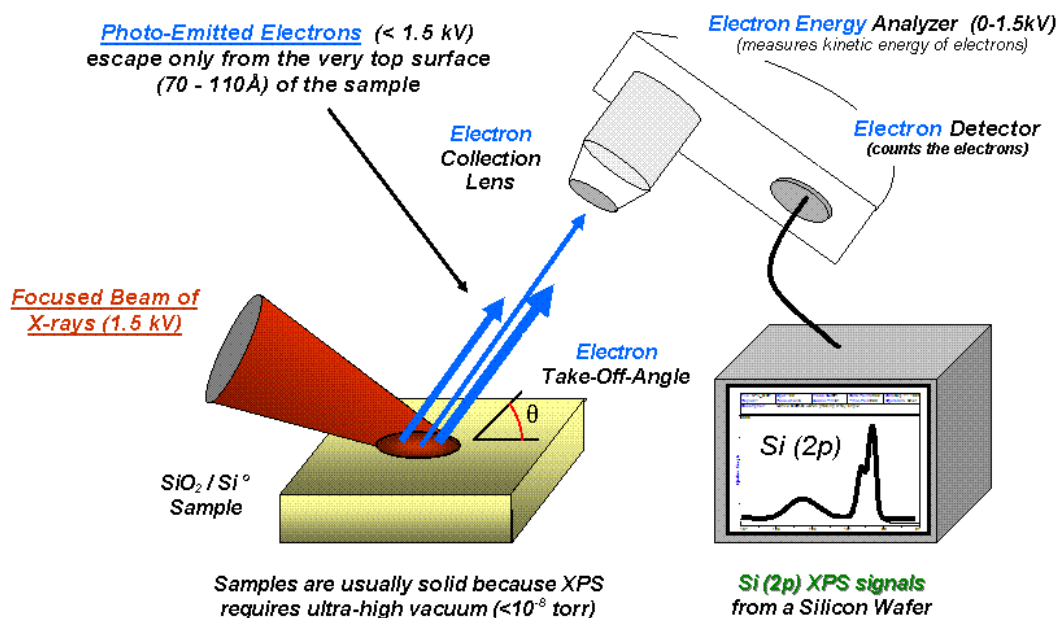 Photo-Emitted Electrons (< 1.5 kV)
escape only from the very top surface
(70 - 110Å) of the sample
Electron Energy Analyzer (0-1.5kV)
(measures kinetic energy of electrons)
Electron Detector
(counts the electrons)
Electron
Collection
Lens
Focused Beam of
X-rays (1.5 kV)
Electron
Take-Off-Angle
θ
SiO₂ / Si °
Sample
Si (2p)
Samples are usually solid because XPS
requires ultra-high vacuum (<10⁻⁸ torr)
Si (2p) XPS signals
from a Silicon Wafer